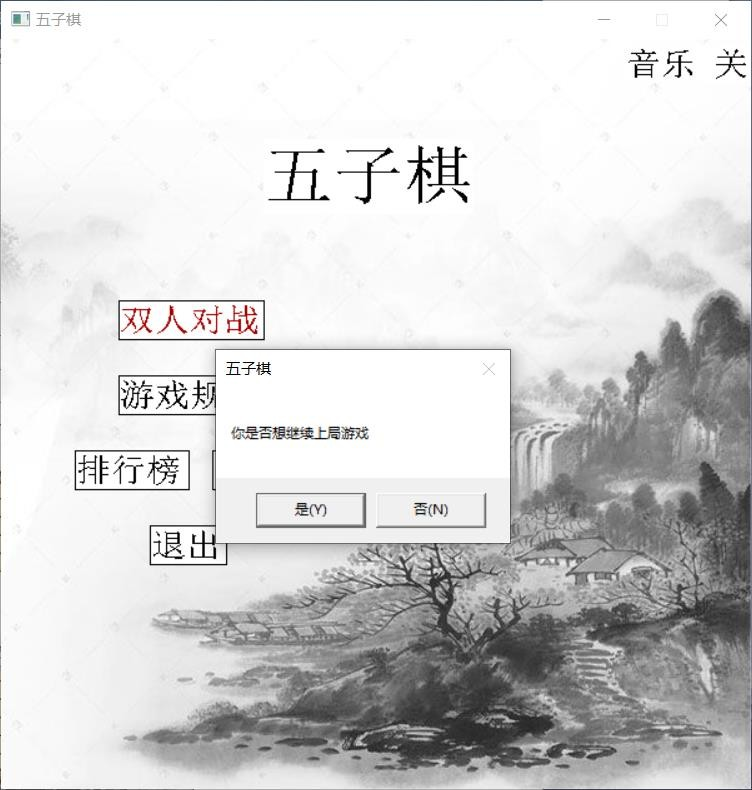 五子棋
音乐 关
五子棋
双人对战
五子棋
游戏规
你是否想继续上局游戏
排行榜
是(Y) 否(N)
退出